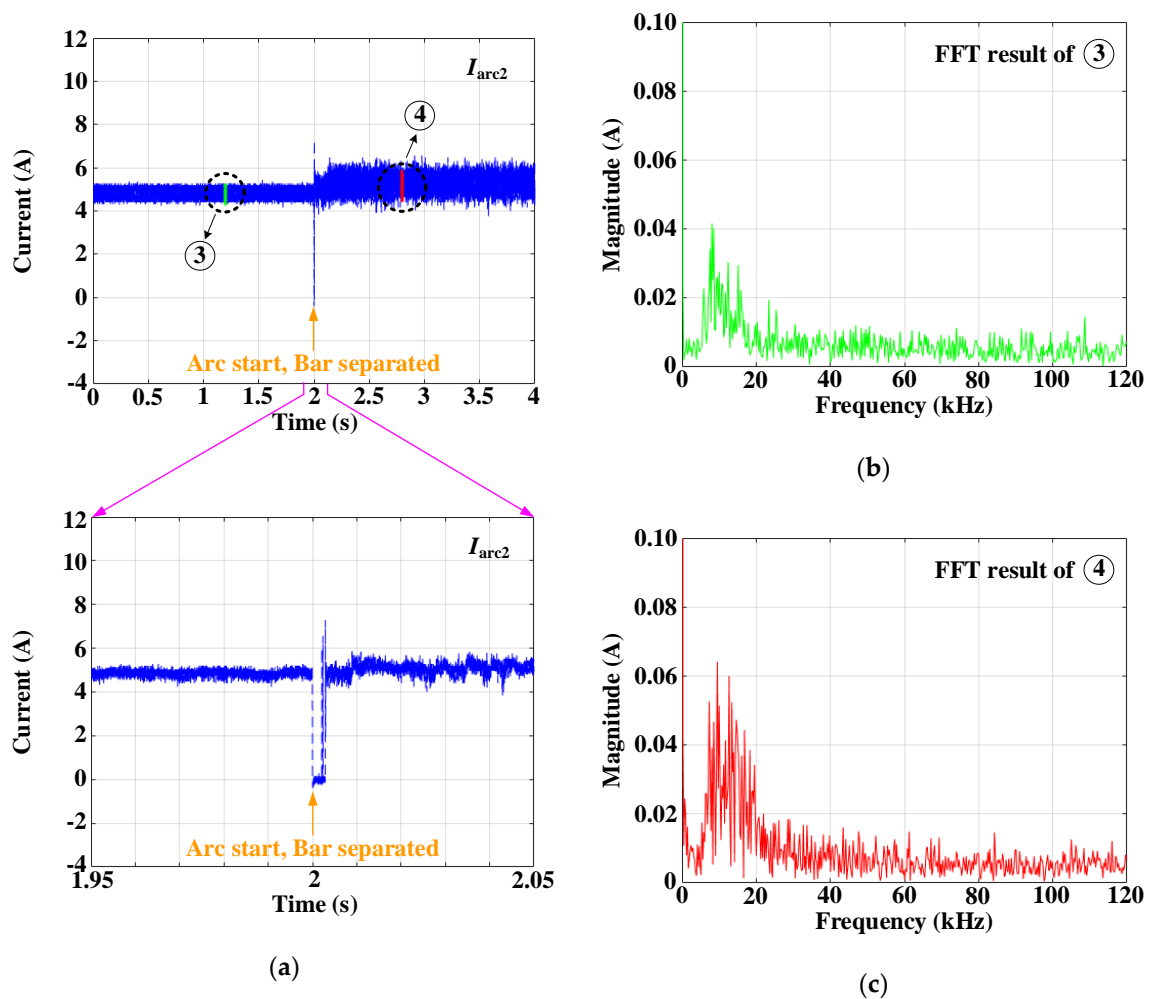 12
10
8
6
4
2
0
-2
-4
Current (A)
I_arc2
3
4
Arc start, Bar separated
0 0.5 1 1.5 2 2.5 3 3.5 4
Time (s)
12
10
8
6
4
2
0
-2
-4
Current (A)
I_arc2
Arc start, Bar separated
1.95 2 2.05
Time (s)
(a)
0.10
0.08
0.06
0.04
0.02
0
Magnitude (A)
FFT result of 3
0 20 40 60 80 100 120
Frequency (kHz)
(b)
0.10
0.08
0.06
0.04
0.02
0
Magnitude (A)
FFT result of 4
0 20 40 60 80 100 120
Frequency (kHz)
(c)